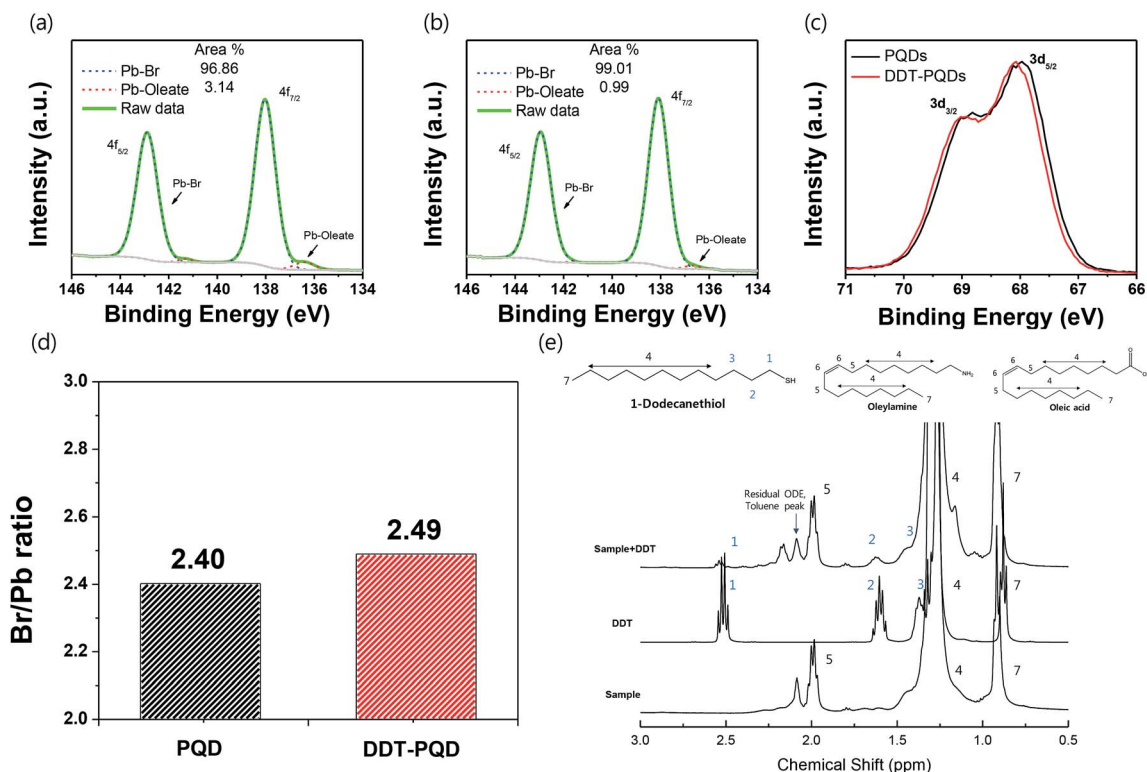 (a)
Area %
Pb-Br 96.86
Pb-Oleate 3.14
Raw data
4f7/2
4f5/2
Pb-Br
Pb-Oleate
Intensity (a.u.)
146 144 142 140 138 136 134
Binding Energy (eV)
(b)
Area %
Pb-Br 99.01
Pb-Oleate 0.99
Raw data
4f7/2
4f5/2
Pb-Br
Pb-Oleate
Intensity (a.u.)
146 144 142 140 138 136 134
Binding Energy (eV)
(c)
PQDs
DDT-PQDs
3d5/2
3d3/2
Intensity (a.u.)
71 70 69 68 67 66
Binding Energy (eV)
(d)
3.0
2.8
2.6
2.4
2.2
2.0
Br/Pb ratio
2.40
2.49
PQD DDT-PQD
(e)
4 3 1
7 SH
2
1-Dodecanethiol
6 5 4
6 NH2
5 4 7
Oleylamine
6 5 4 O
6 O
5 4 7
Oleic acid
Residual ODE,
Toluene peak
5 4 7
1 2 3
Sample+DDT
1 2 3 4 7
DDT
5 4 7
Sample
3.0 2.5 2.0 1.5 1.0 0.5
Chemical Shift (ppm)